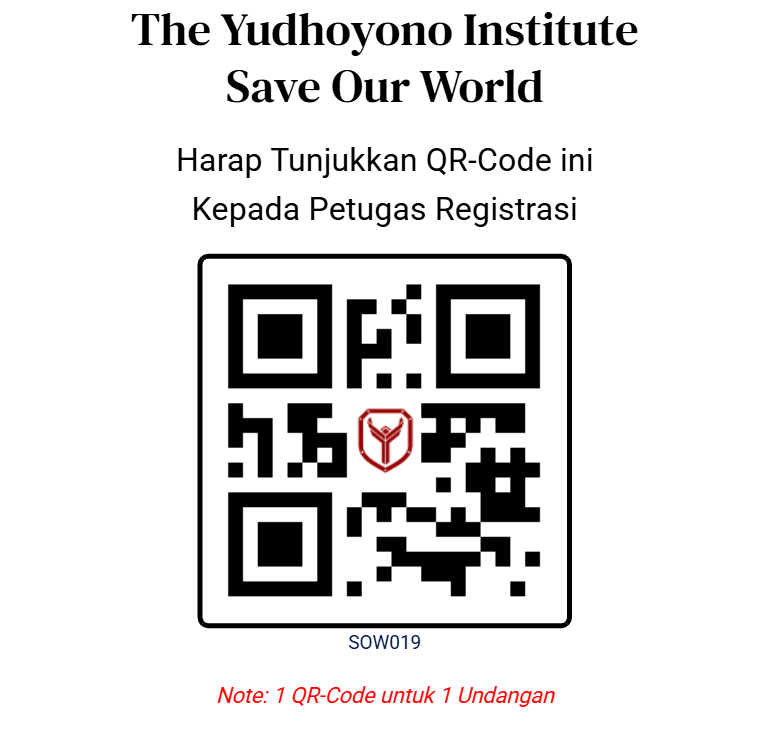 The Yudhoyono Institute
Save Our World
Harap Tunjukkan QR-Code ini
Kepada Petugas Registrasi
SOW019
Note: 1 QR-Code untuk 1 Undangan